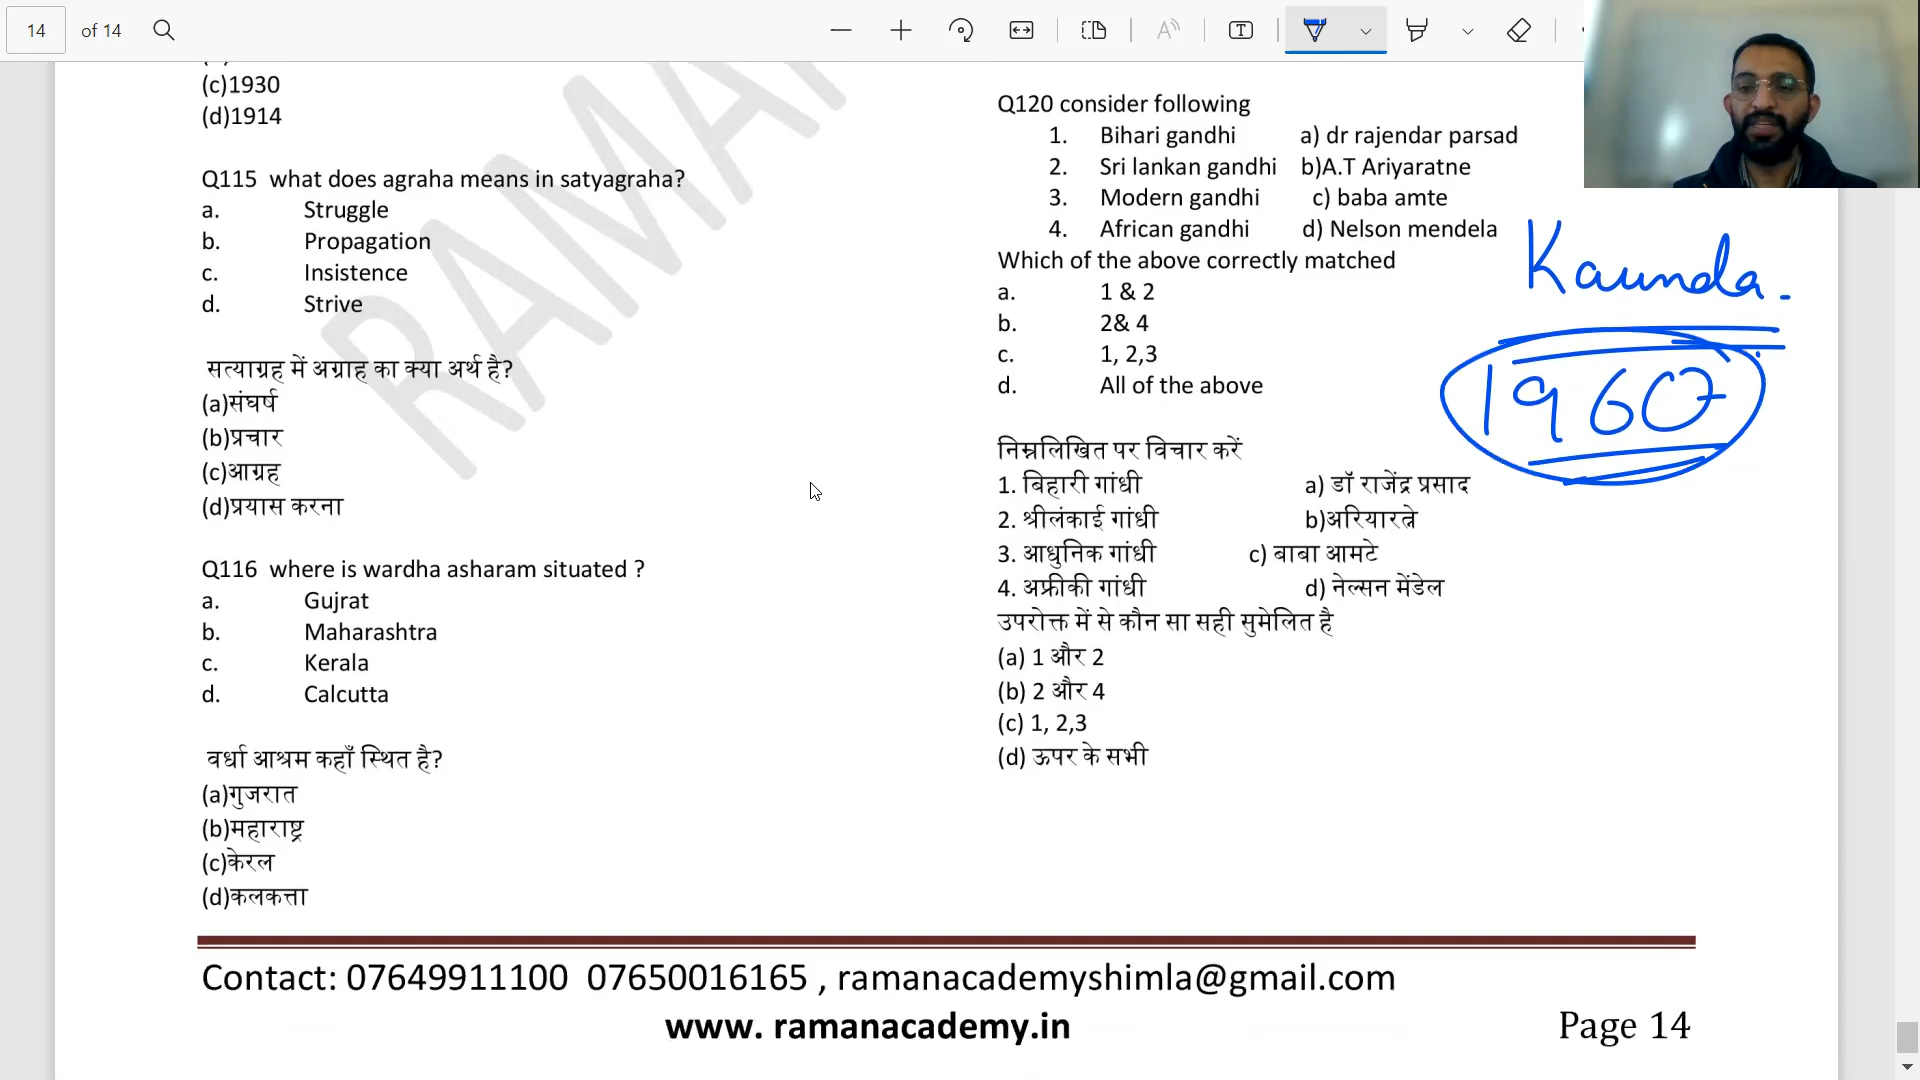 14 of 14
(c)1930
(d)1914
Q115 what does agraha means in satyagraha?
a. Struggle
b. Propagation
c. Insistence
d. Strive
सत्याग्रह में अग्राह का क्या अर्थ है?
(a)संघर्ष
(b)प्रचार
(c)आग्रह
(d)प्रयास करना
Q116 where is wardha asharam situated ?
a. Gujrat
b. Maharashtra
c. Kerala
d. Calcutta
वर्धा आश्रम कहाँ स्थित है?
(a)गुजरात
(b)महाराष्ट्र
(c)केरल
(d)कलकत्ता
Q120 consider following
1. Bihari gandhi a) dr rajendar parsad
2. Sri lankan gandhi b)A.T Ariyaratne
3. Modern gandhi c) baba amte
4. African gandhi d) Nelson mendela
Which of the above correctly matched
a. 1 & 2
b. 2& 4
c. 1, 2,3
d. All of the above
Kaunda.
1960
निम्नलिखित पर विचार करें
1. बिहारी गांधी a) डॉ राजेंद्र प्रसाद
2. श्रीलंकाई गांधी b)अरियारत्ने
3. आधुनिक गांधी c) बाबा आमटे
4. अफ्रीकी गांधी d) नेल्सन मेंडेल
उपरोक्त में से कौन सा सही सुमेलित है
(a) 1 और 2
(b) 2 और 4
(c) 1, 2,3
(d) ऊपर के सभी
Contact: 07649911100 07650016165 , ramanacademyshimla@gmail.com
www. ramanacademy.in
Page 14